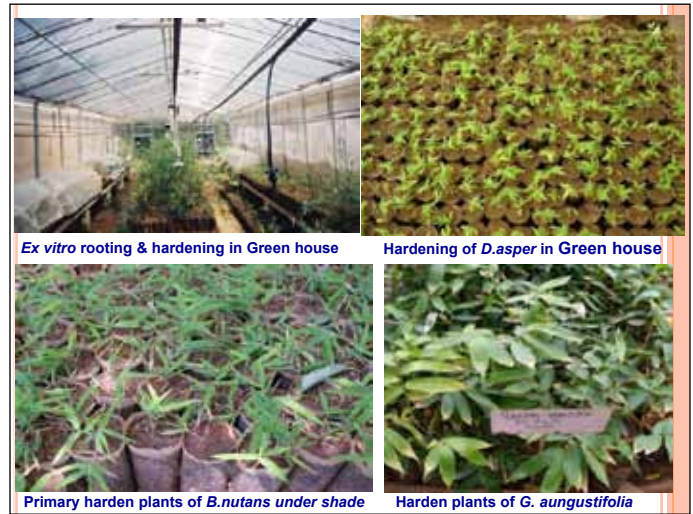 Ex vitro rooting & hardening in Green house
Hardening of D.asper in Green house
Primary harden plants of B.nutans under shade
Harden plants of G. aungustifolia